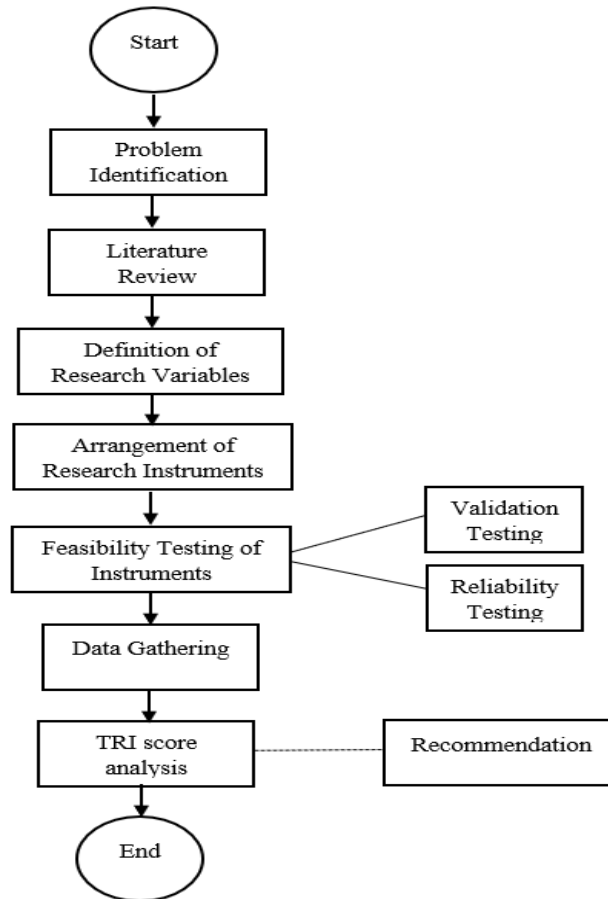 Start
Problem
Identification
Literature
Review
Definition of
Research Variables
Arrangement of
Research Instruments
Feasibility Testing of
Instruments
Validation
Testing
Reliability
Testing
Data Gathering
TRI score
analysis
Recommendation
End